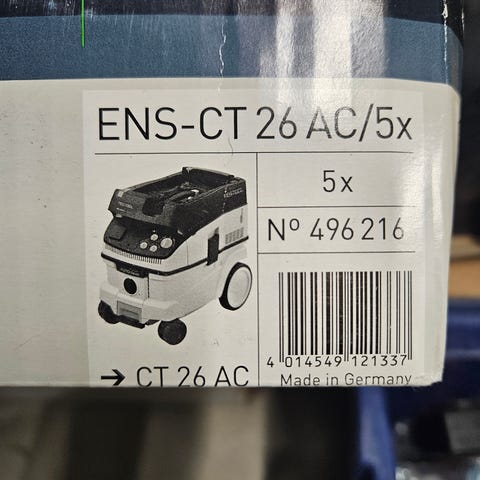 ENS-CT 26 AC/5x
5x
Nº 496 216
4 014549 121337
→ CT 26 AC
Made in Germany